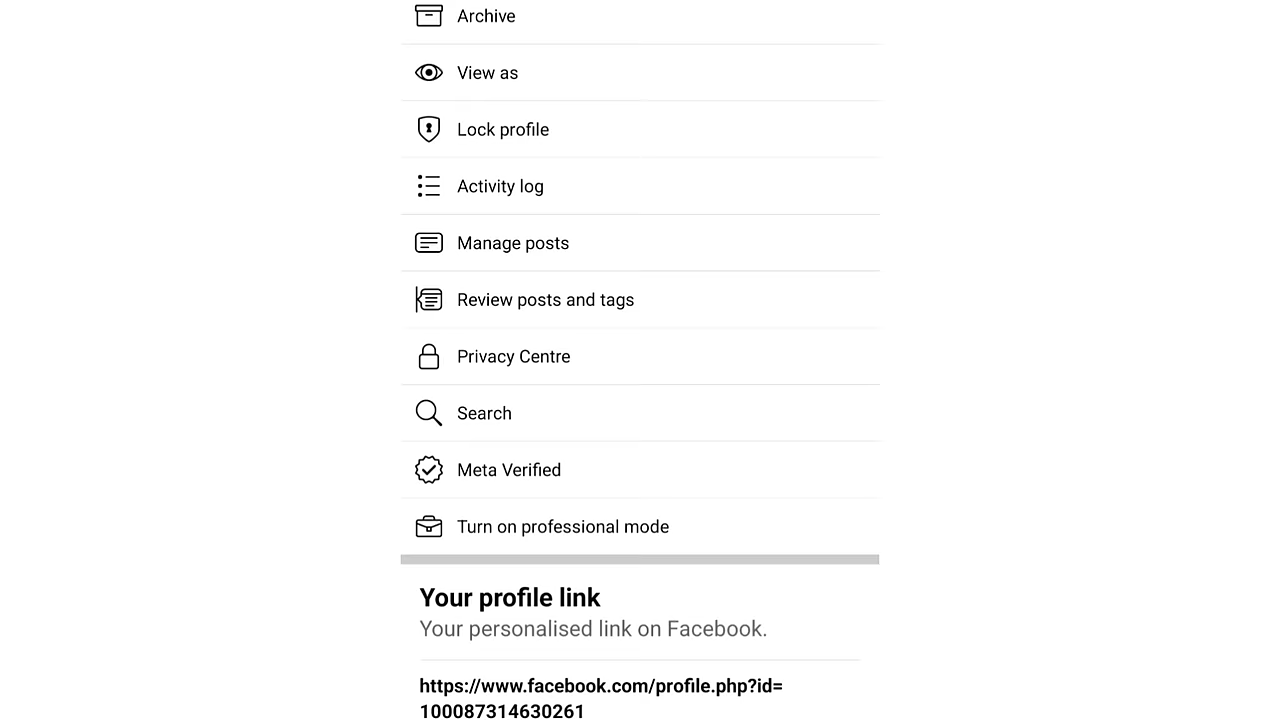 Archive
View as
Lock profile
Activity log
Manage posts
Review posts and tags
Privacy Centre
Search
Meta Verified
Turn on professional mode
Your profile link
Your personalised link on Facebook.
https://www.facebook.com/profile.php?id=
100087314630261